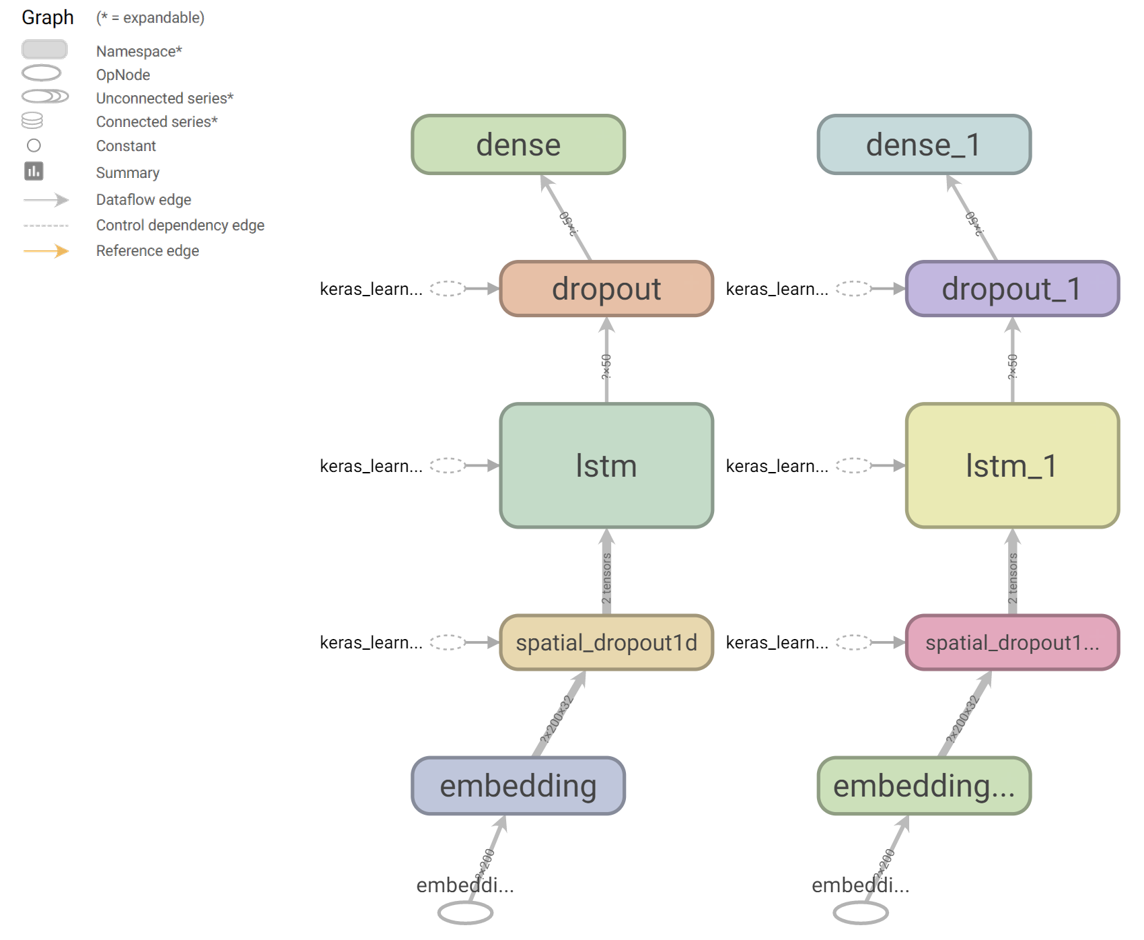 Graph (* = expandable)
Namespace*
OpNode
Unconnected series*
Connected series*
Constant
Summary
Dataflow edge
Control dependency edge
Reference edge
dense
?×50
keras_learn...
dropout
?×50
keras_learn...
lstm
2 tensors
keras_learn...
spatial_dropout1d
?×200×32
embedding
?×200
embeddi...
dense_1
?×50
keras_learn...
dropout_1
?×50
keras_learn...
lstm_1
2 tensors
keras_learn...
spatial_dropout1...
?×200×32
embedding...
?×200
embeddi...